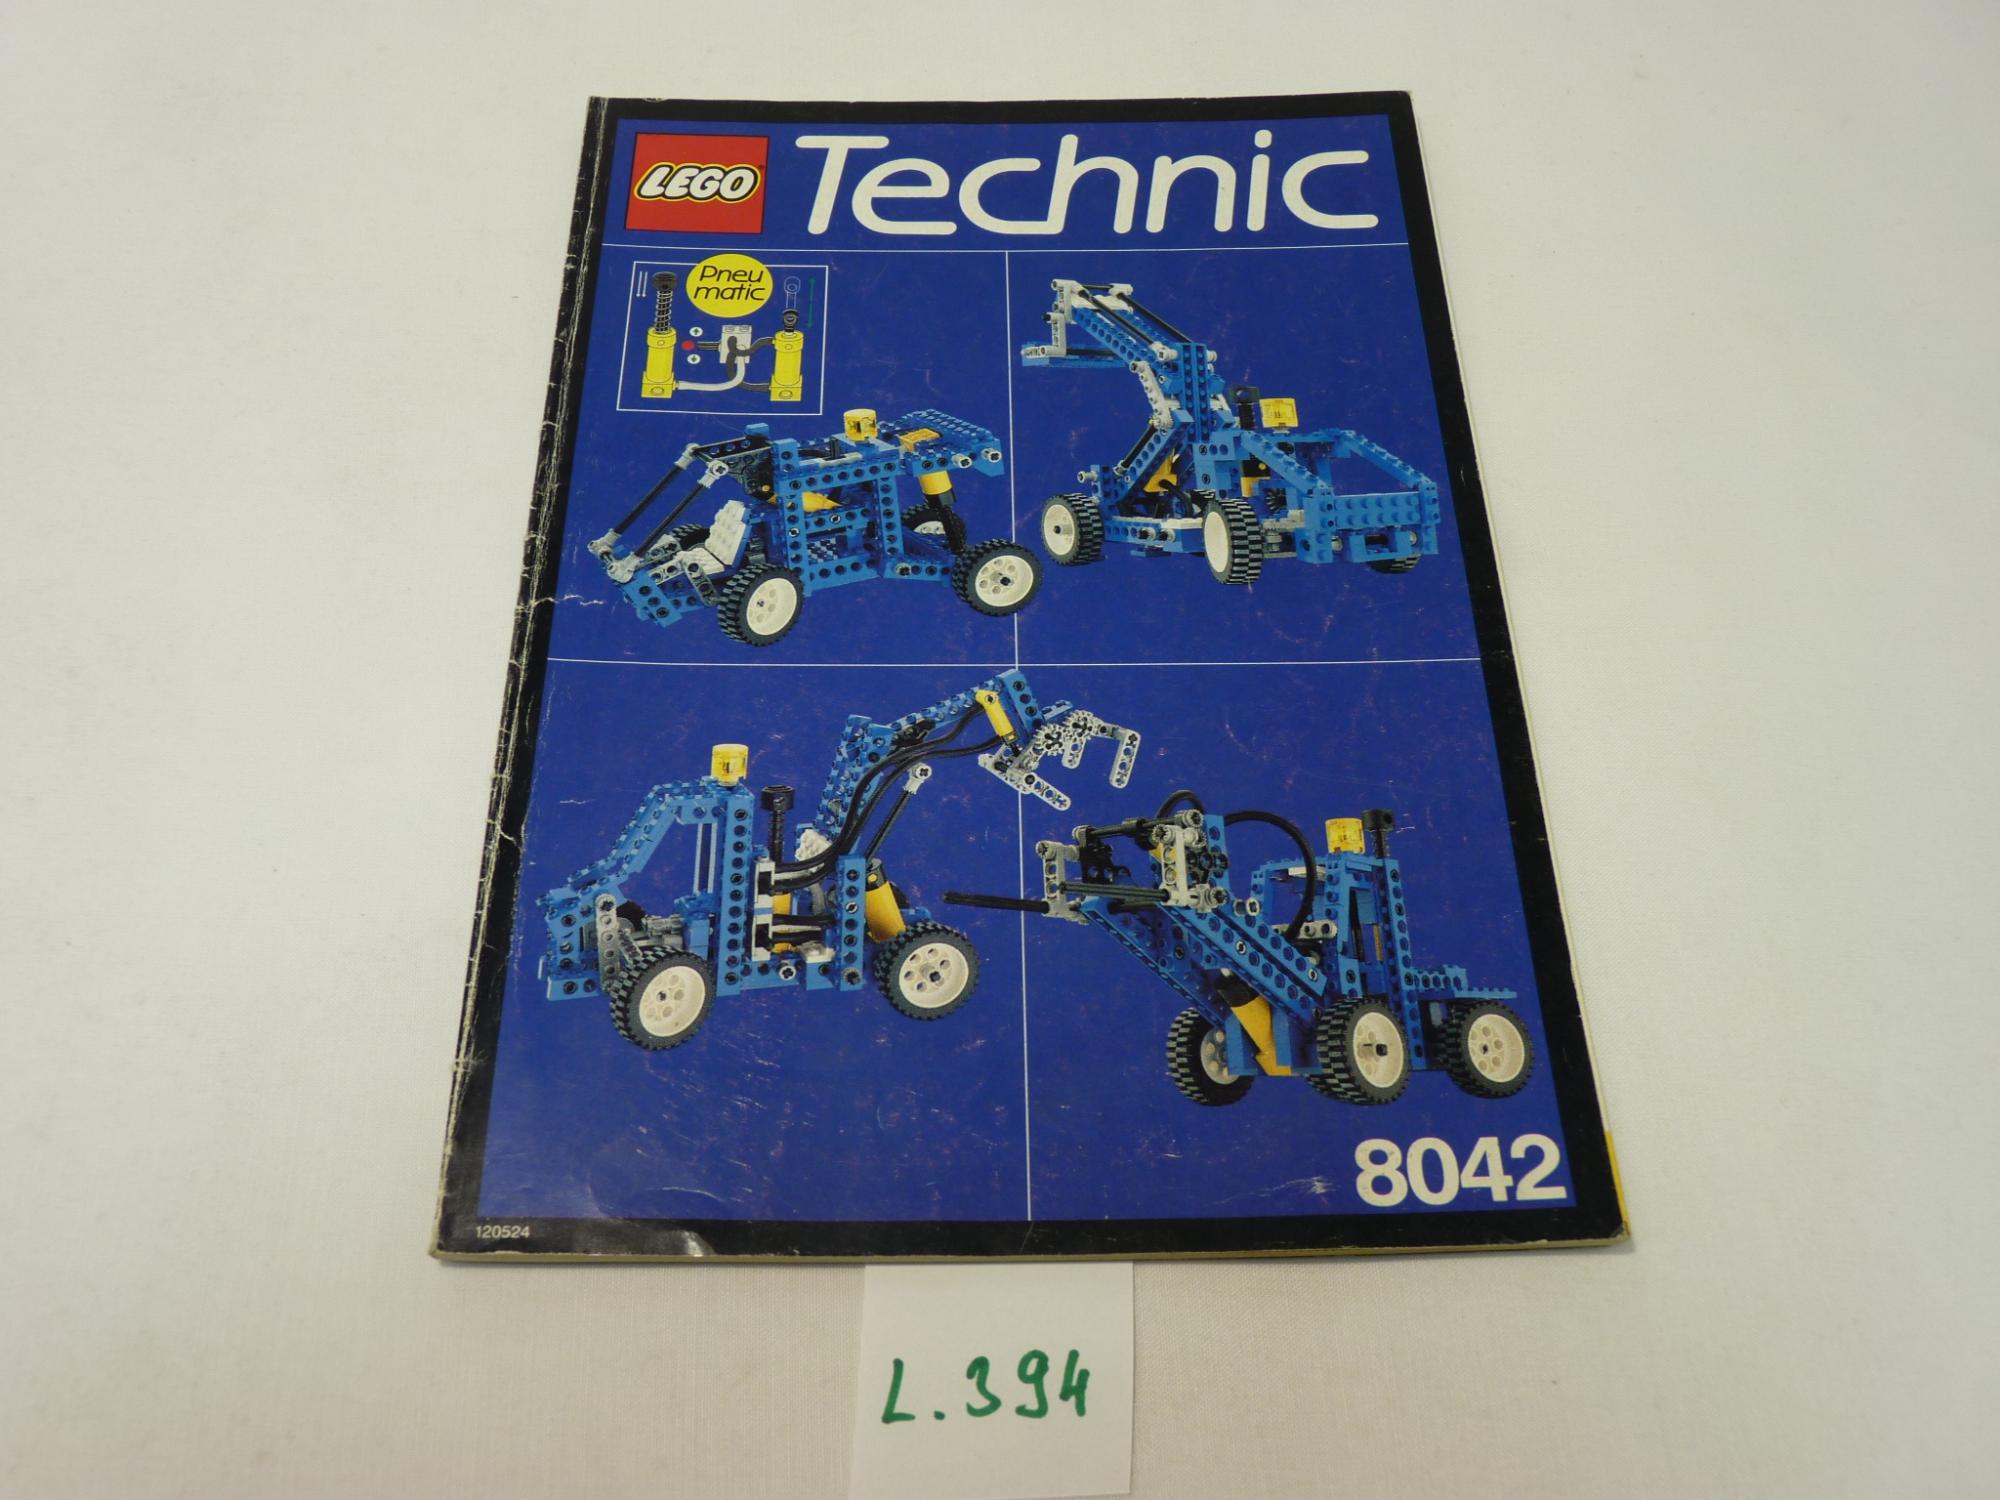 LEGO Technic
Pneu
matic
8042
120524
L.394